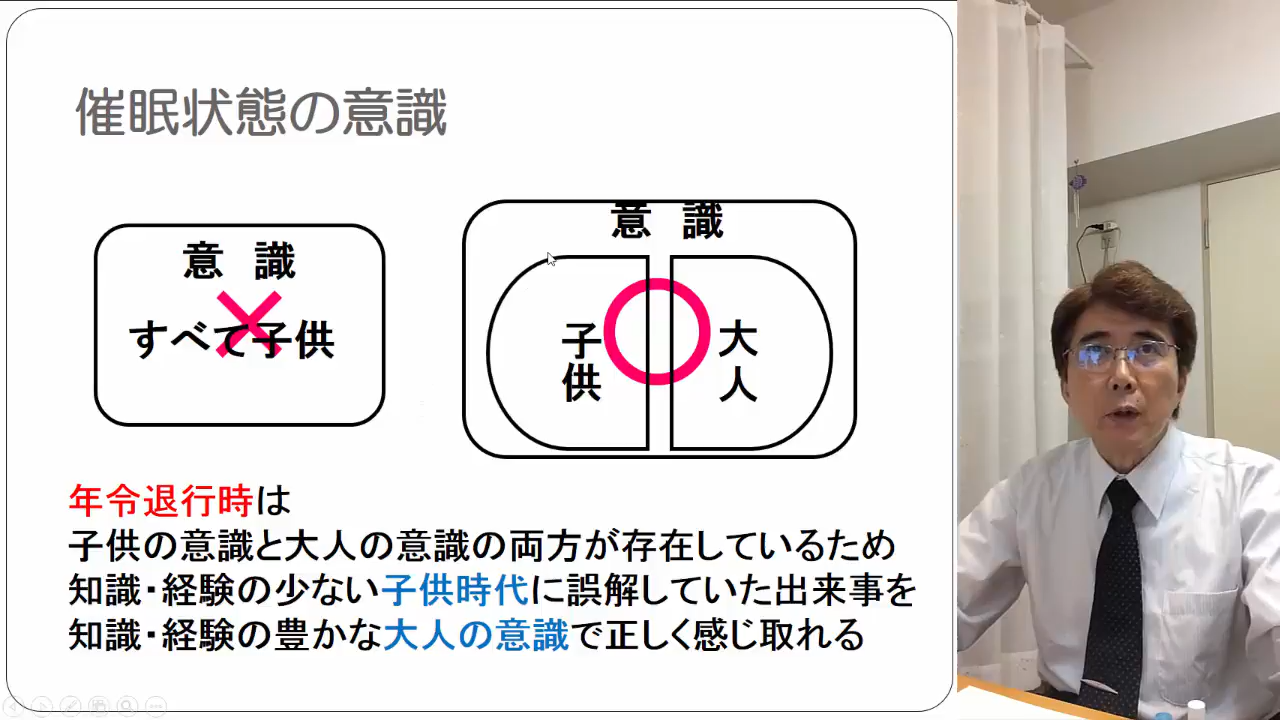 催眠状態の意識
意識
すべて子供
意識
子供
大人
年令退行時は
子供の意識と大人の意識の両方が存在しているため
知識・経験の少ない子供時代に誤解していた出来事を
知識・経験の豊かな大人の意識で正しく感じ取れる